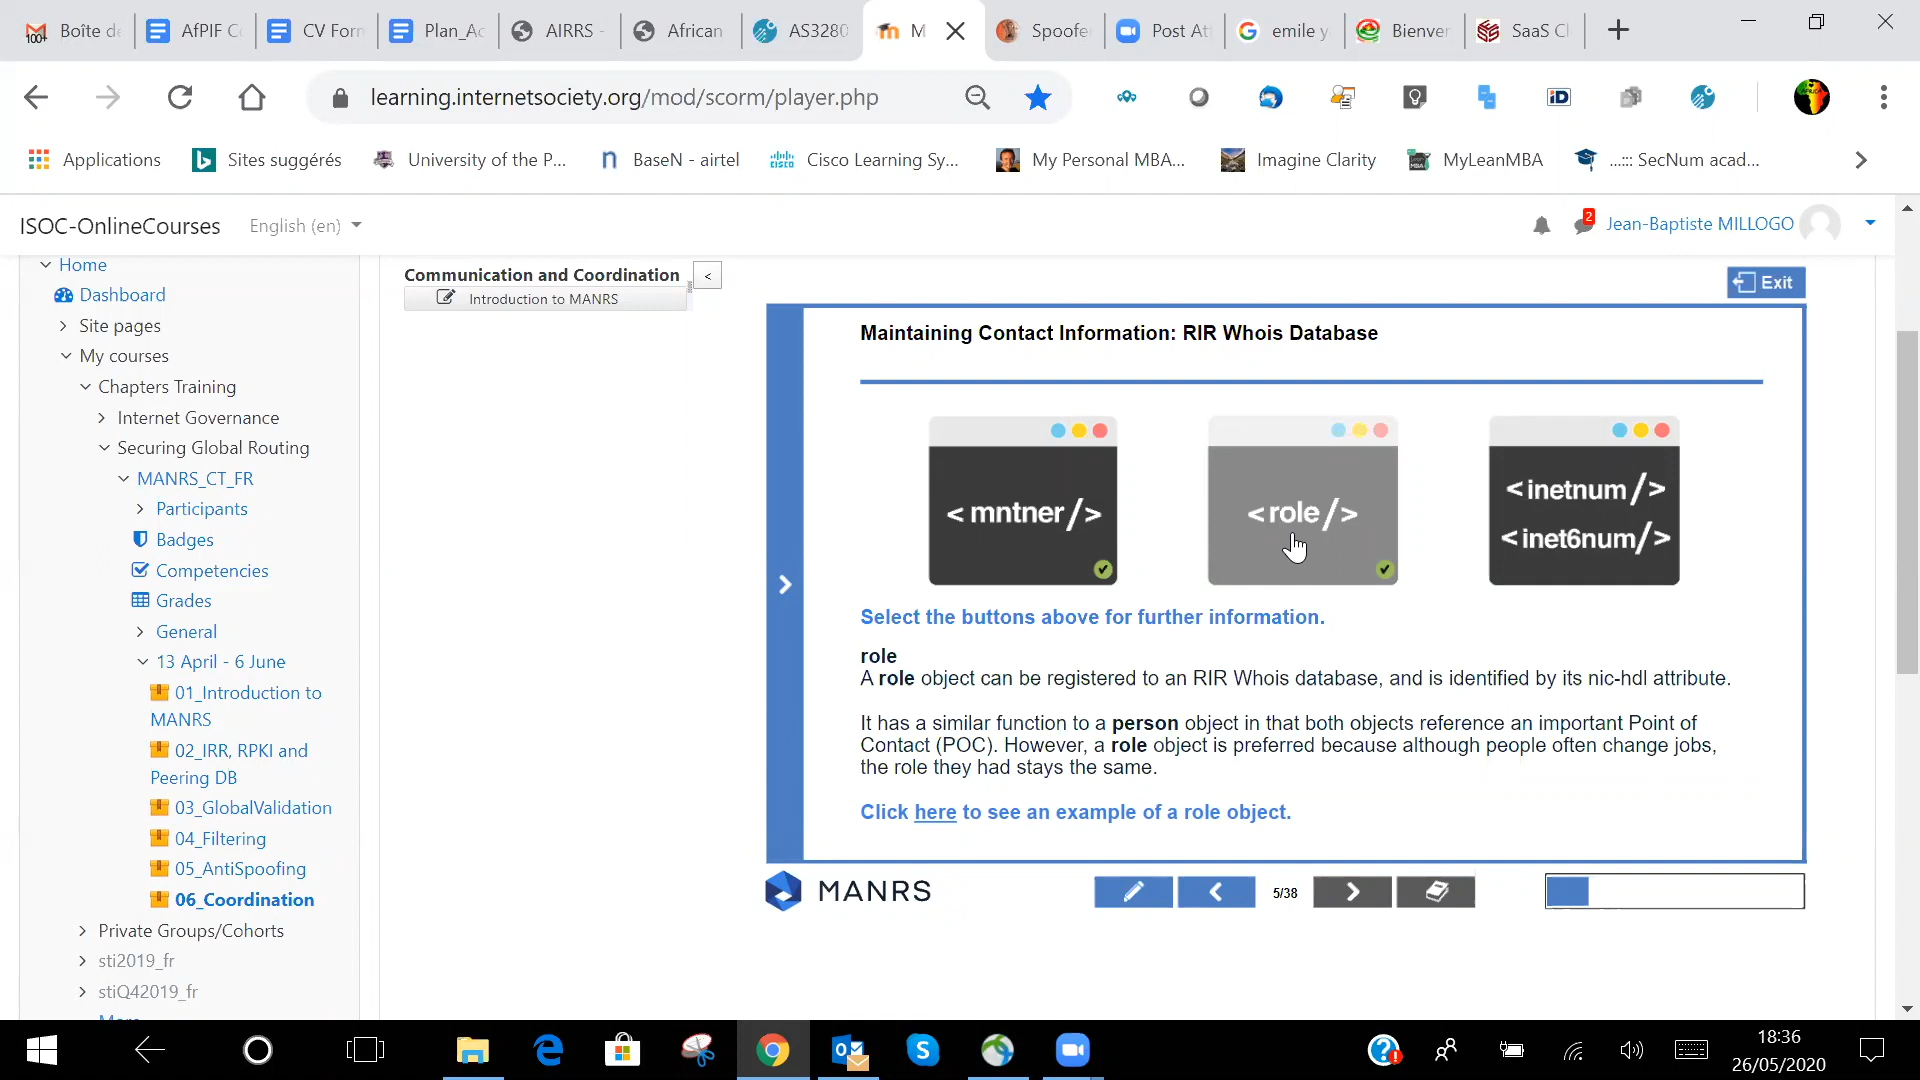 100+
Boîte de
AfPIF Co
CV Form
Plan_Ac
AIRRS -
African
AS3280
M
Spoofe
Post At
emile y
Bienver
SaaS Cl
learning.internetsociety.org/mod/scorm/player.php
iD
Applications
Sites suggérés
University of the P...
BaseN - airtel
Cisco Learning Sy...
My Personal MBA...
Imagine Clarity
MyLeanMBA
...::: SecNum acad...
ISOC-OnlineCourses
English (en)
2
Jean-Baptiste MILLOGO
Home
Dashboard
Site pages
My courses
Chapters Training
Internet Governance
Securing Global Routing
MANRS_CT_FR
Participants
Badges
Competencies
Grades
General
13 April - 6 June
01_Introduction to
MANRS
02_IRR, RPKI and
Peering DB
03_GlobalValidation
04_Filtering
05_AntiSpoofing
06_Coordination
Private Groups/Cohorts
sti2019_fr
stiQ42019_fr
Communication and Coordination
<
Introduction to MANRS
Exit
Maintaining Contact Information: RIR Whois Database
<mntner/>
<role/>
<inetnum/>
<inet6num/>
Select the buttons above for further information.
role
A role object can be registered to an RIR Whois database, and is identified by its nic-hdl attribute.
It has a similar function to a person object in that both objects reference an important Point of
Contact (POC). However, a role object is preferred because although people often change jobs,
the role they had stays the same.
Click here to see an example of a role object.
MANRS
5/38
18:36
26/05/2020